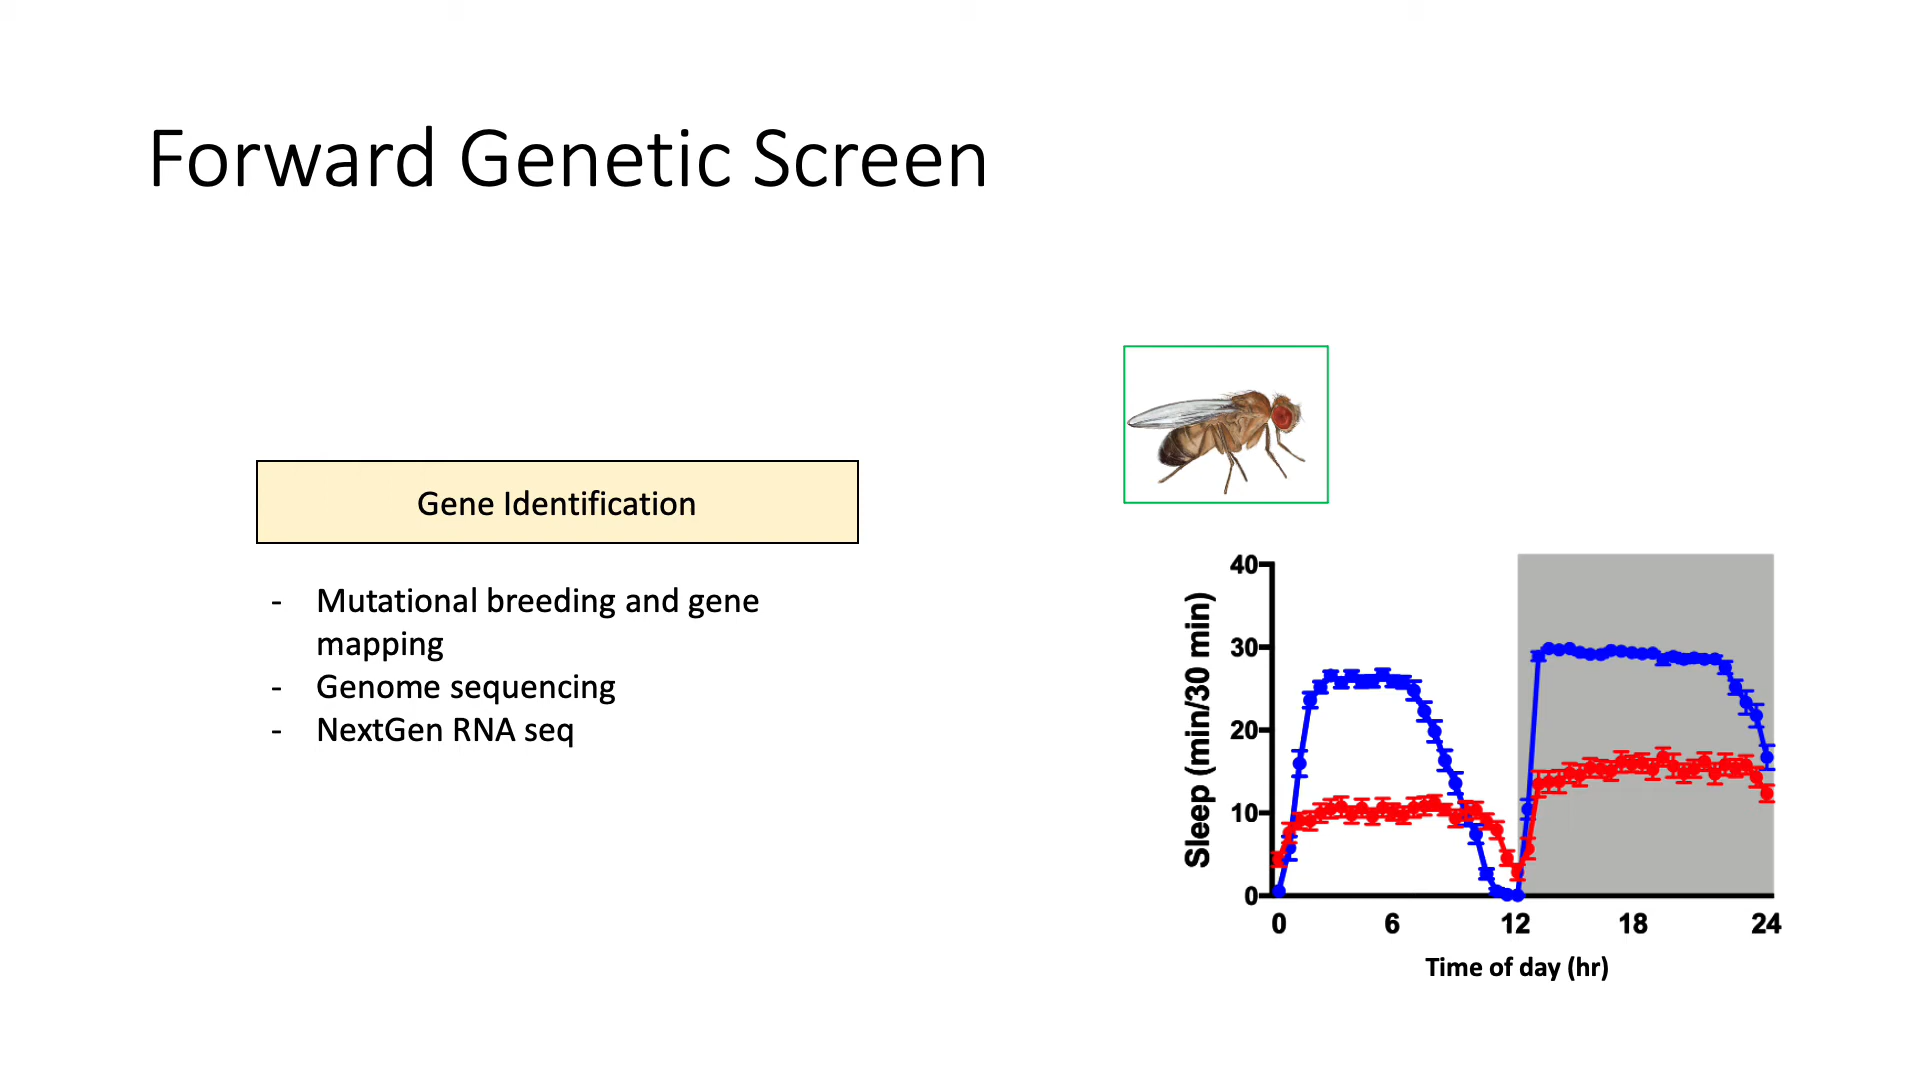 Forward Genetic Screen
Gene Identification
- Mutational breeding and gene
mapping
- Genome sequencing
- NextGen RNA seq
Sleep (min/30 min)
40
30
20
10
0
0 6 12 18 24
Time of day (hr)